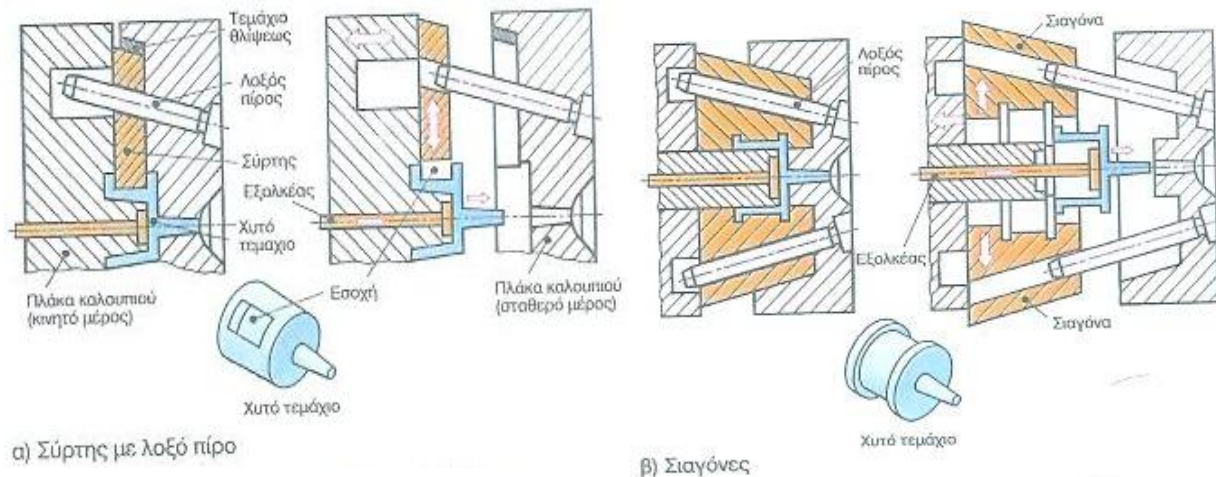 Τεμάχιο
θλίψεως
Λοξός
πίρος
Σύρτης
Εξολκέας
Χυτό
τεμαχιο
Πλάκα καλουπιού
(κινητό μέρος)
Εσοχή
Πλάκα καλουπιού
(σταθερό μέρος)
Χυτό τεμάχιο
α) Σύρτης με λοξό πίρο
Σιαγόνα
Λοξός
πίρος
Εξολκέας
Σιαγόνα
Χυτό τεμάχιο
β) Σιαγόνες